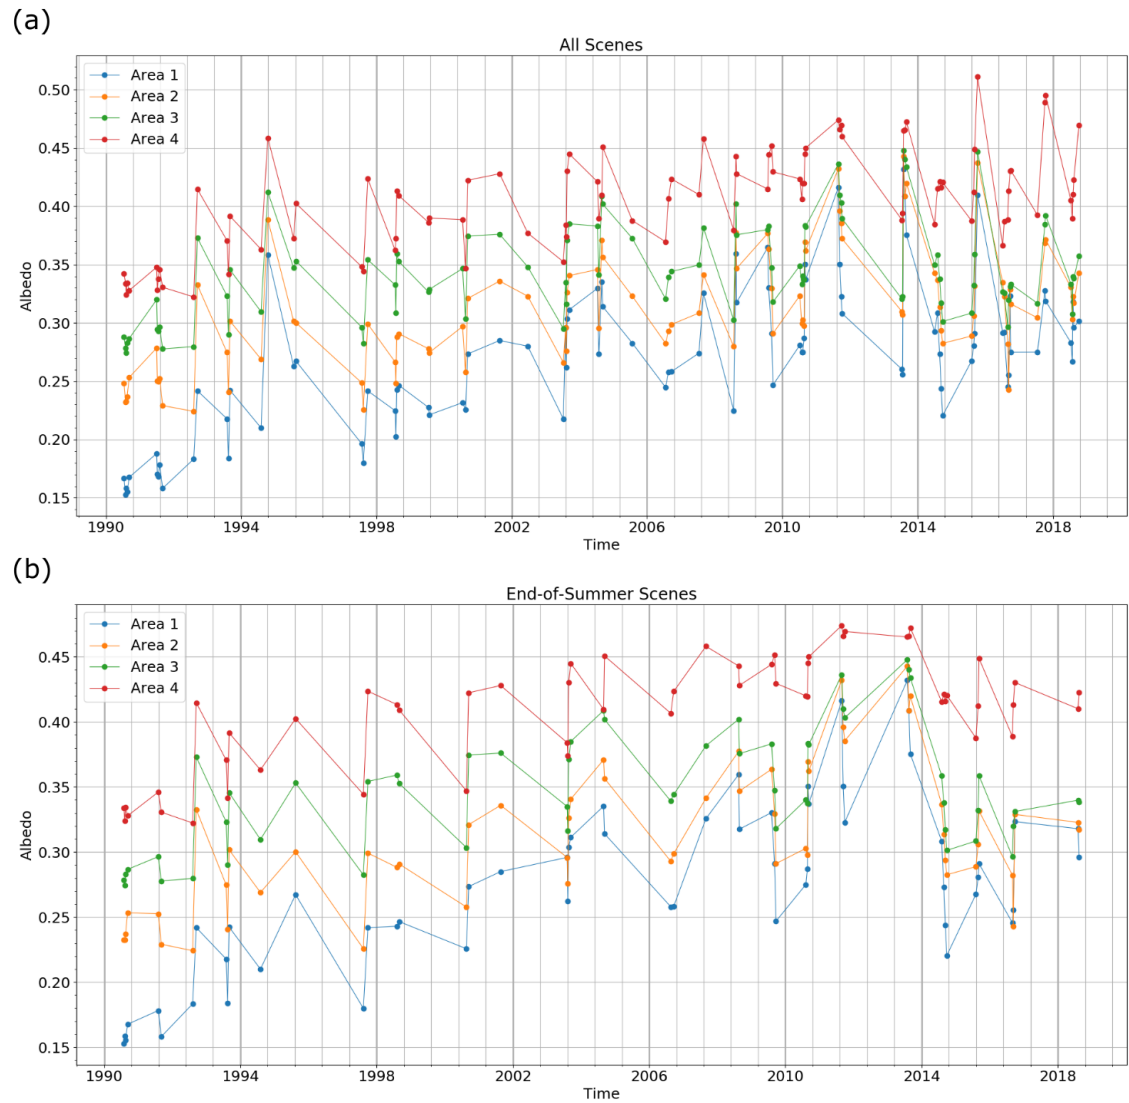 (a)
All Scenes
Area 1
Area 2
Area 3
Area 4
Albedo
0.50
0.45
0.40
0.35
0.30
0.25
0.20
0.15
1990 1994 1998 2002 2006 2010 2014 2018
Time
(b)
End-of-Summer Scenes
Area 1
Area 2
Area 3
Area 4
Albedo
0.45
0.40
0.35
0.30
0.25
0.20
0.15
1990 1994 1998 2002 2006 2010 2014 2018
Time